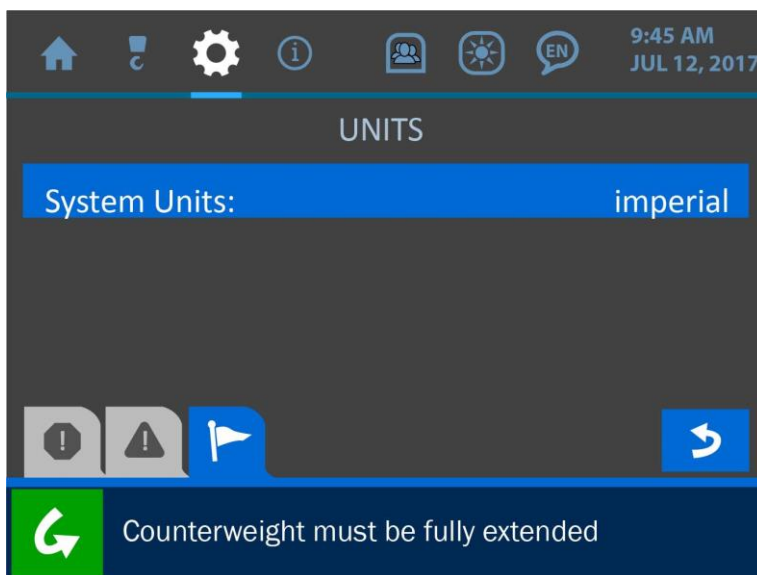 EN
9:45 AM
JUL 12, 2017
UNITS
System Units: imperial
Counterweight must be fully extended